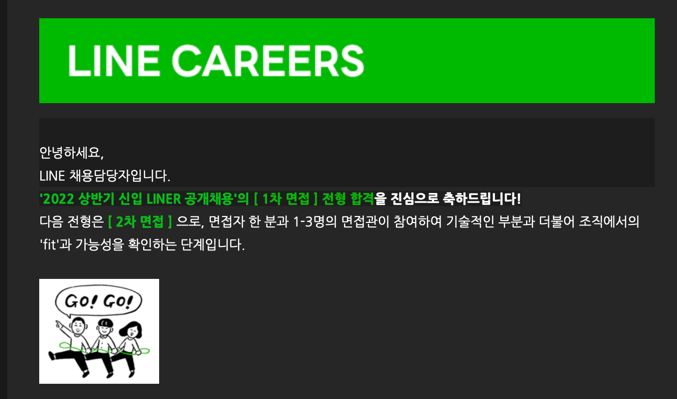 LINE CAREERS
안녕하세요,
LINE 채용담당자입니다.
'2022 상반기 신입 LINER 공개채용'의 [ 1차 면접 ] 전형 합격을 진심으로 축하드립니다!
다음 전형은 [ 2차 면접 ] 으로, 면접자 한 분과 1-3명의 면접관이 참여하여 기술적인 부분과 더불어 조직에서의
'fit'과 가능성을 확인하는 단계입니다.
GO! GO!